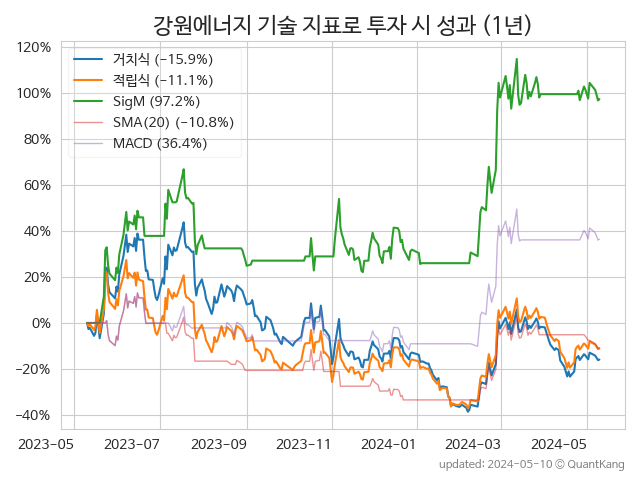 강원에너지 기술 지표로 투자 시 성과 (1년)
120%
100%
80%
60%
40%
20%
0%
−20%
−40%
거치식 (−15.9%)
적립식 (−11.1%)
SigM (97.2%)
SMA(20) (−10.8%)
MACD (36.4%)
2023−05
2023−07
2023−09
2023−11
2024−01
2024−03
2024−05
updated: 2024−05−10 © QuantKang